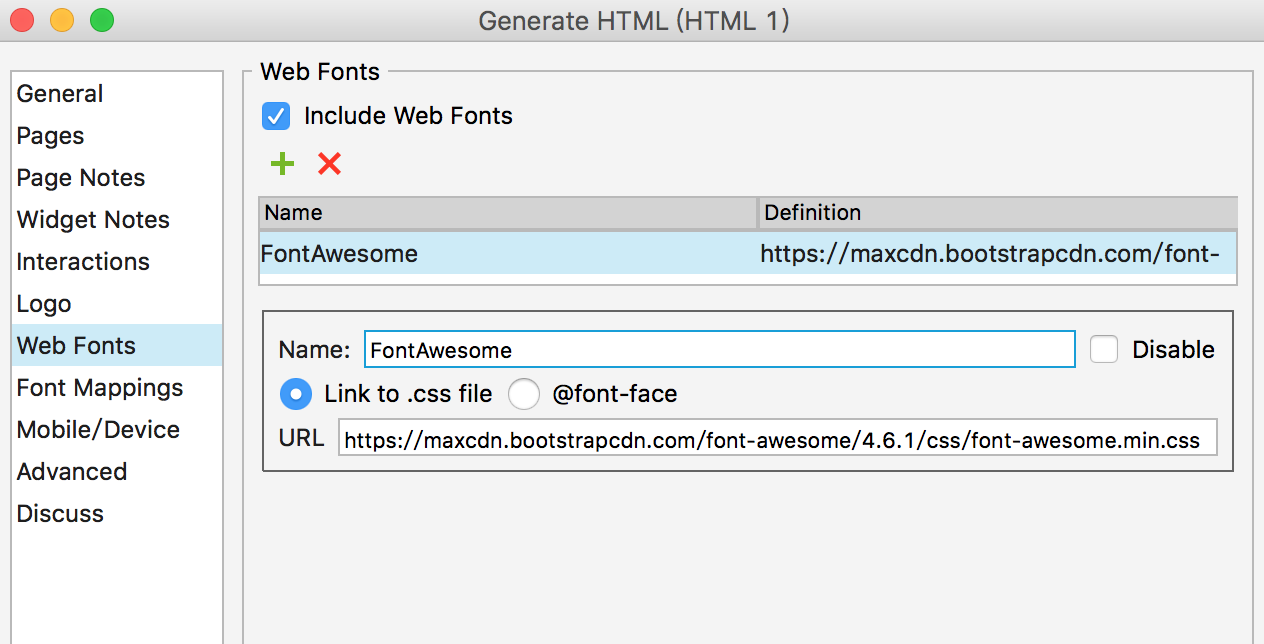 Generate HTML (HTML 1)
General
Pages
Page Notes
Widget Notes
Interactions
Logo
Web Fonts
Font Mappings
Mobile/Device
Advanced
Discuss
Web Fonts
Include Web Fonts
Name Definition
FontAwesome https://maxcdn.bootstrapcdn.com/font-
Name: FontAwesome Disable
Link to .css file @font-face
URL https://maxcdn.bootstrapcdn.com/font-awesome/4.6.1/css/font-awesome.min.css